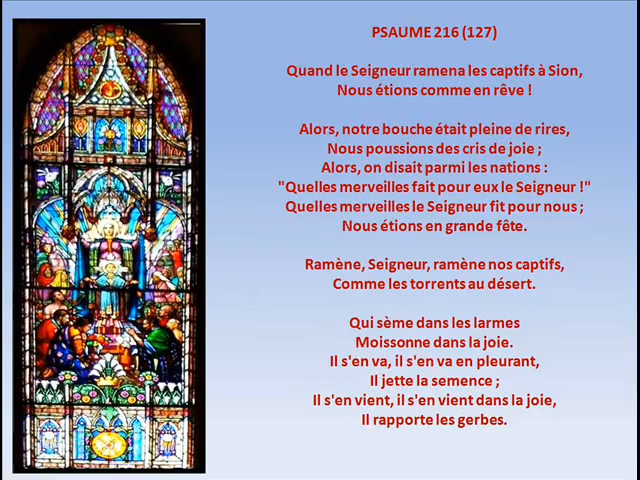 PSAUME 216 (127)
Quand le Seigneur ramena les captifs à Sion,
Nous étions comme en rêve !
Alors, notre bouche était pleine de rires,
Nous poussions des cris de joie ;
Alors, on disait parmi les nations :
"Quelles merveilles fait pour eux le Seigneur !"
Quelles merveilles le Seigneur fit pour nous ;
Nous étions en grande fête.
Ramène, Seigneur, ramène nos captifs,
Comme les torrents au désert.
Qui sème dans les larmes
Moissonne dans la joie.
Il s'en va, il s'en va en pleurant,
Il jette la semence ;
Il s'en vient, il s'en vient dans la joie,
Il rapporte les gerbes.